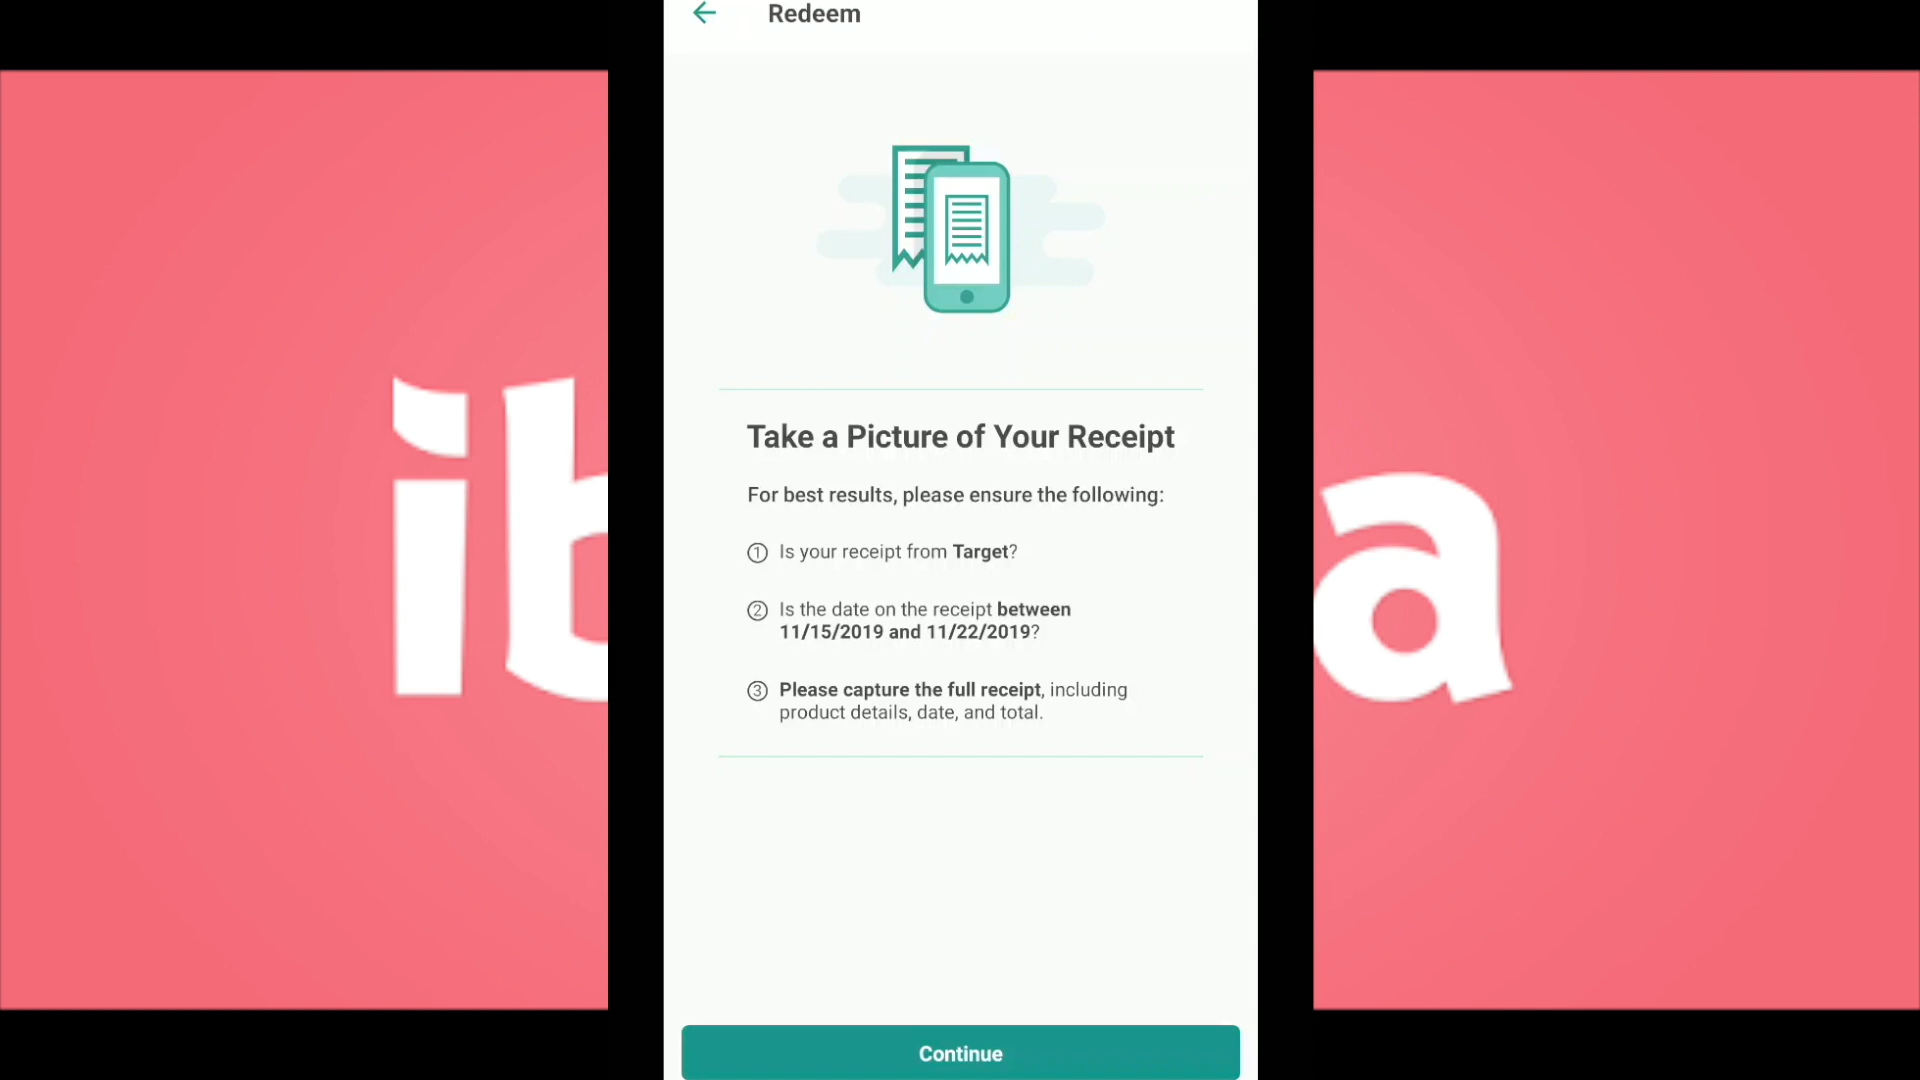 Redeem
ib
a
Take a Picture of Your Receipt
For best results, please ensure the following:
1 Is your receipt from Target?
2 Is the date on the receipt between
11/15/2019 and 11/22/2019?
3 Please capture the full receipt, including
product details, date, and total.
Continue